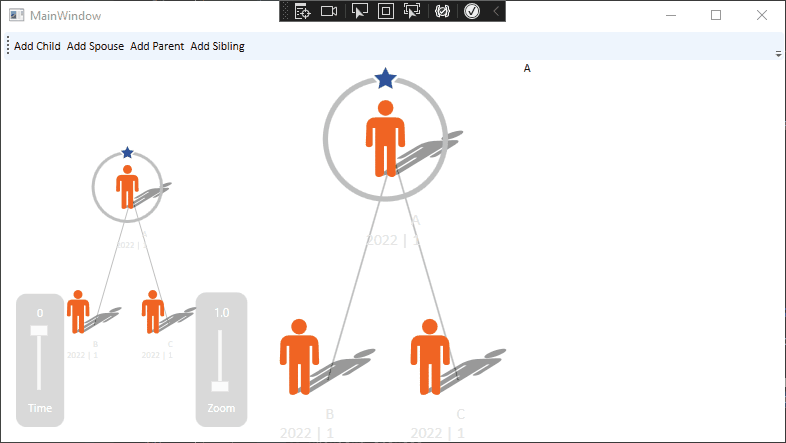 MainWindow
Add Child Add Spouse Add Parent Add Sibling
A
A
2022 | 1
B
2022 | 1
C
2022 | 1
0
Time
1.0
Zoom
A
2022 | 1
B
2022 | 1
C
2022 | 1